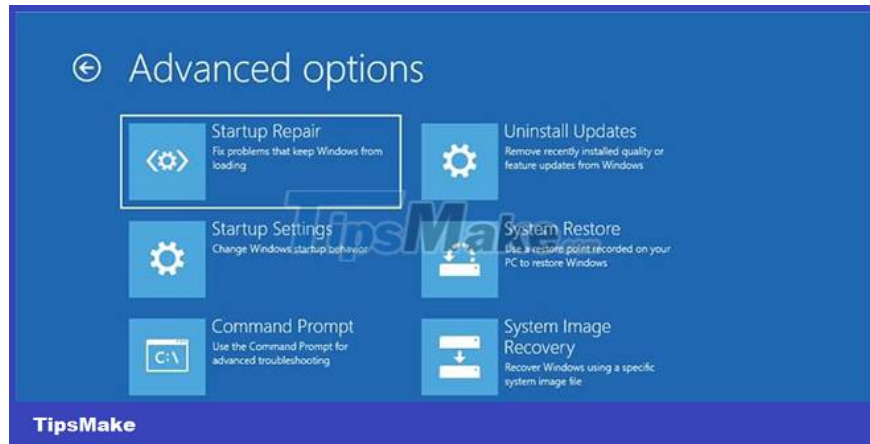 Advanced options
Startup Repair
Fix problems that keep Windows from
loading
Uninstall Updates
Remove recently installed quality or
feature updates from Windows
Startup Settings
Change Windows startup behavior
System Restore
Use a restore point recorded on your
PC to restore Windows
TipsMake.com
Command Prompt
Use the Command Prompt for
advanced troubleshooting
C:\
System Image
Recovery
Recover Windows using a specific
system image file
TipsMake